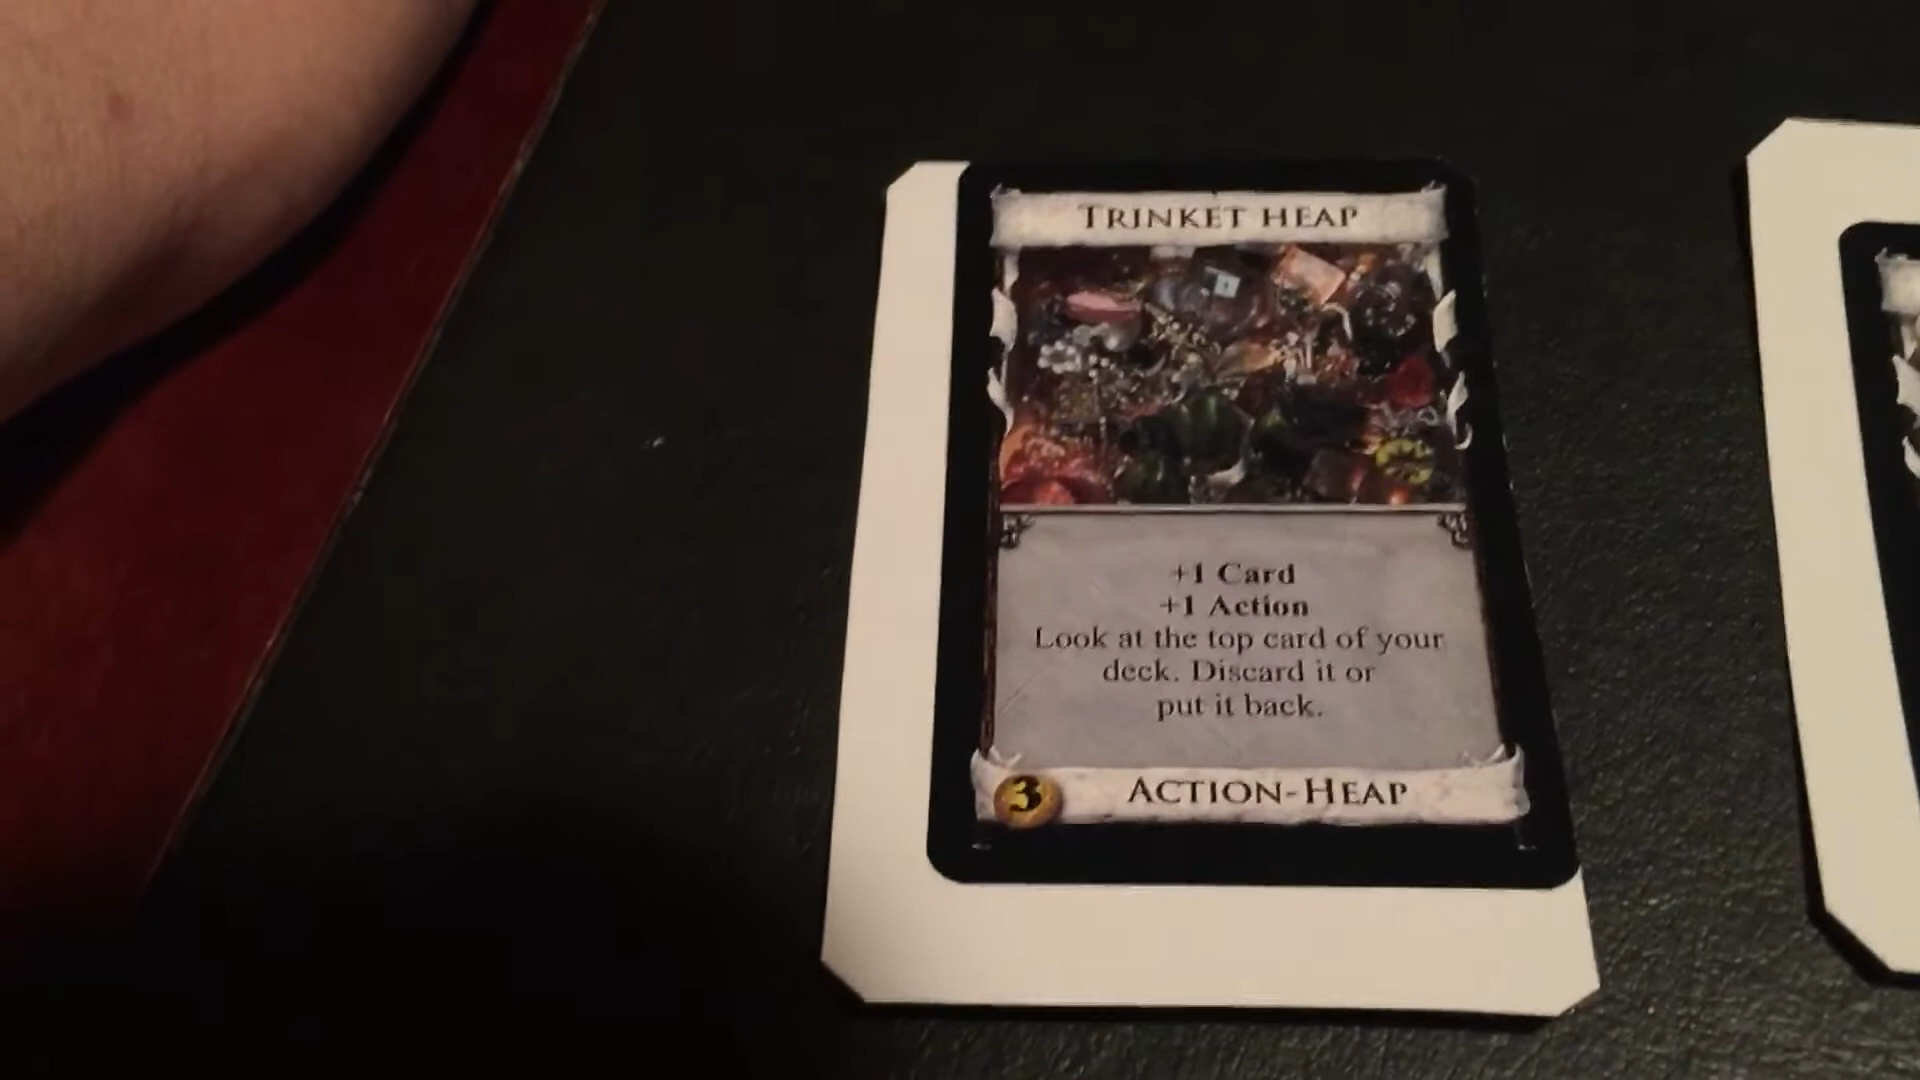 TRINKET HEAP
+1 Card
+1 Action
Look at the top card of your
deck. Discard it or
put it back.
3
ACTION-HEAP